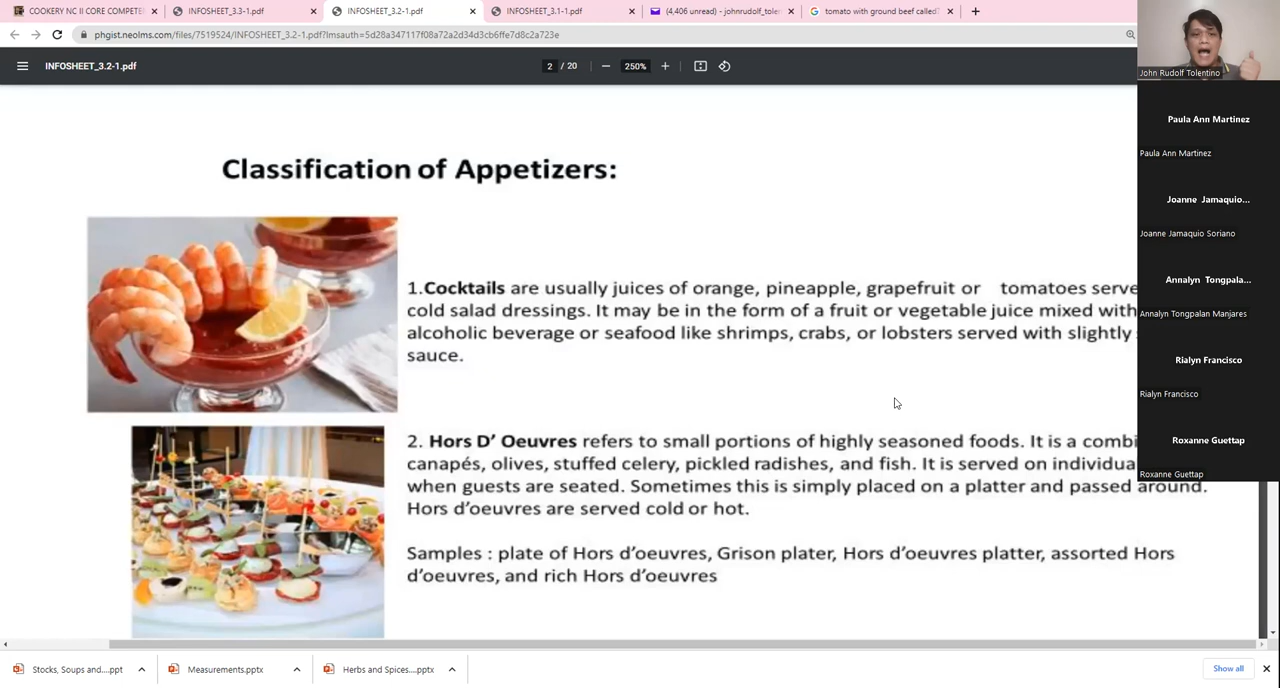 COOKERY NC II CORE COMPETE
INFOSHEET_3.3-1.pdf
INFOSHEET_3.2-1.pdf
INFOSHEET_3.1-1.pdf
(4,406 unread) - johnrudolf_tole
tomato with ground beef called
phgist.neolms.com/files/7519524/INFOSHEET_3.2-1.pdf?lmsauth=5d28a347117f08a72a2d34d3cb6ffe7d8c2a723e
INFOSHEET_3.2-1.pdf
2 / 20
250%
Classification of Appetizers:
1.Cocktails are usually juices of orange, pineapple, grapefruit or tomatoes serve
cold salad dressings. It may be in the form of a fruit or vegetable juice mixed with
alcoholic beverage or seafood like shrimps, crabs, or lobsters served with slightly
sauce.
2. Hors D’ Oeuvres refers to small portions of highly seasoned foods. It is a combi
canapés, olives, stuffed celery, pickled radishes, and fish. It is served on individua
when guests are seated. Sometimes this is simply placed on a platter and passed around.
Hors d’oeuvres are served cold or hot.
Samples : plate of Hors d’oeuvres, Grison plater, Hors d’oeuvres platter, assorted Hors
d’oeuvres, and rich Hors d’oeuvres
John Rudolf Tolentino
Paula Ann Martinez
Paula Ann Martinez
Joanne Jamaquio...
Joanne Jamaquio Soriano
Annalyn Tongpala...
Annalyn Tongpalan Manjares
Rialyn Francisco
Rialyn Francisco
Roxanne Guettap
Roxanne Guettap
Stocks, Soups and....ppt
Measurements.pptx
Herbs and Spices....pptx
Show all